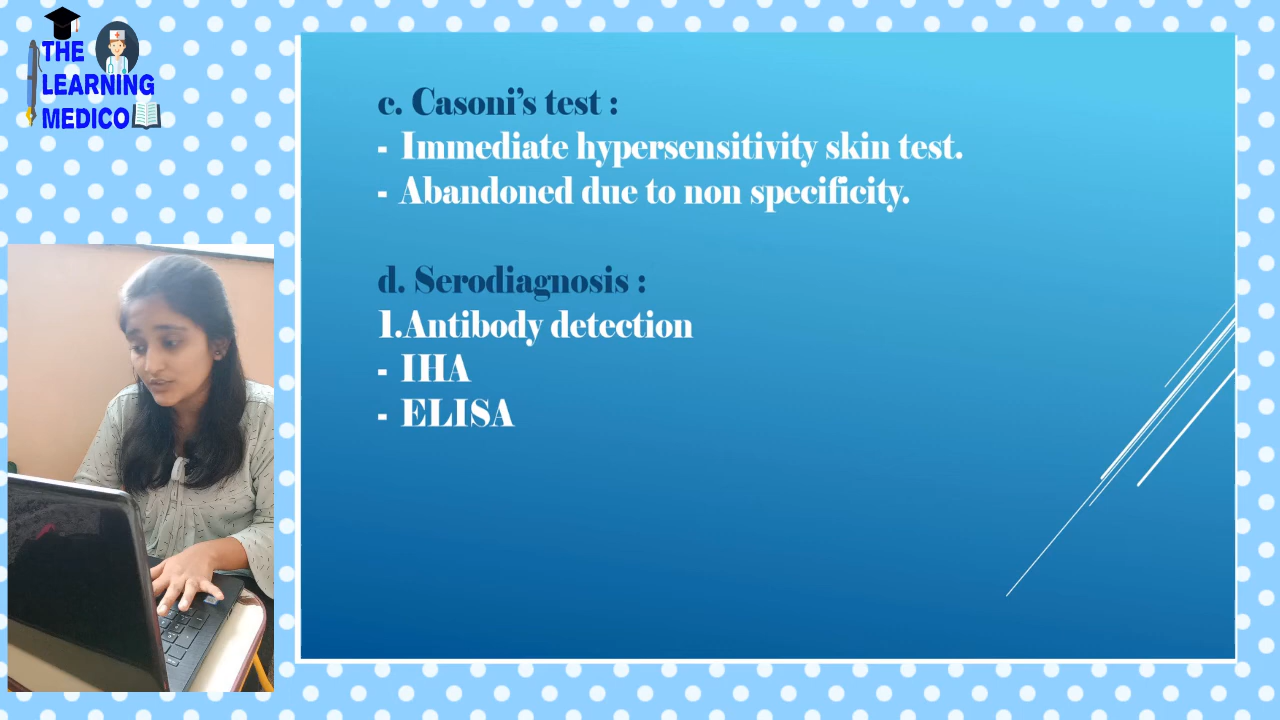 THE
LEARNING
MEDICO
c. Casoni's test :
- Immediate hypersensitivity skin test.
- Abandoned due to non specificity.
d. Serodiagnosis :
1.Antibody detection
- IHA
- ELISA